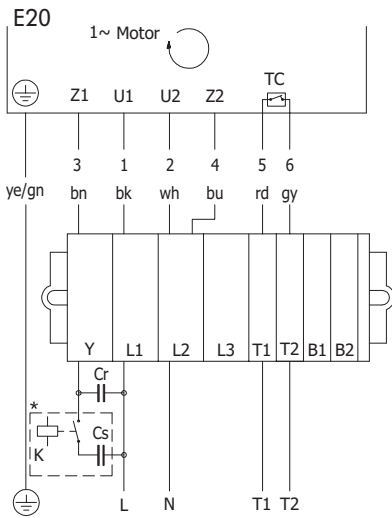 E20
1~ Motor
TC
Z1 U1 U2 Z2
3 1 2 4 5 6
ye/gn bn bk wh bu rd gy
Y L1 L2 L3 T1 T2 B1 B2
Cr
*
Cs
K
L N T1 T2